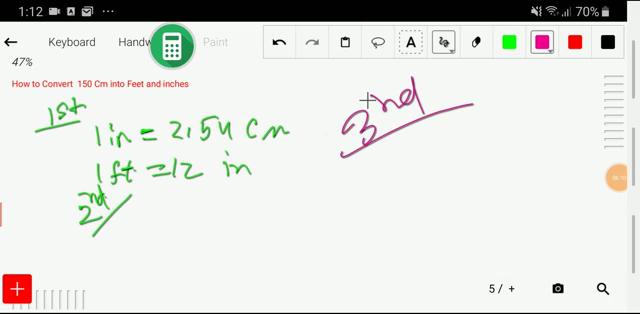 1:12 70%
Keyboard Handw Paint
47%
How to Convert 150 Cm into Feet and inches
1st
1 in = 2.54 cm
1 ft = 12 in
2nd
3nd
5 / +